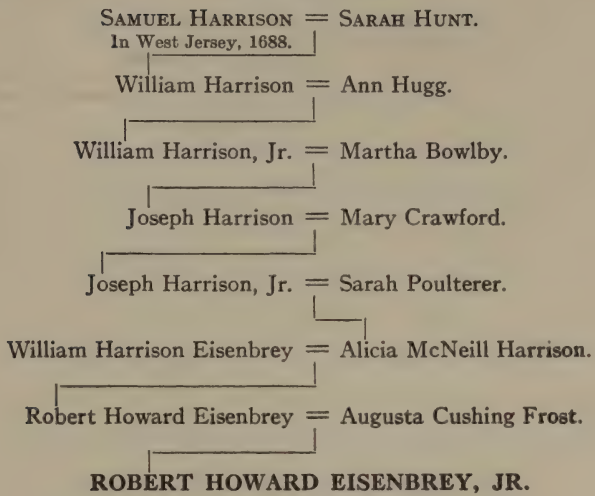 SAMUEL HARRISON = SARAH HUNT.
In West Jersey, 1688.
William Harrison = Ann Hugg.
William Harrison, Jr. = Martha Bowlby.
Joseph Harrison = Mary Crawford.
Joseph Harrison, Jr. = Sarah Poulterer.
William Harrison Eisenbrey = Alicia McNeill Harrison.
Robert Howard Eisenbrey = Augusta Cushing Frost.
ROBERT HOWARD EISENBREY, JR.